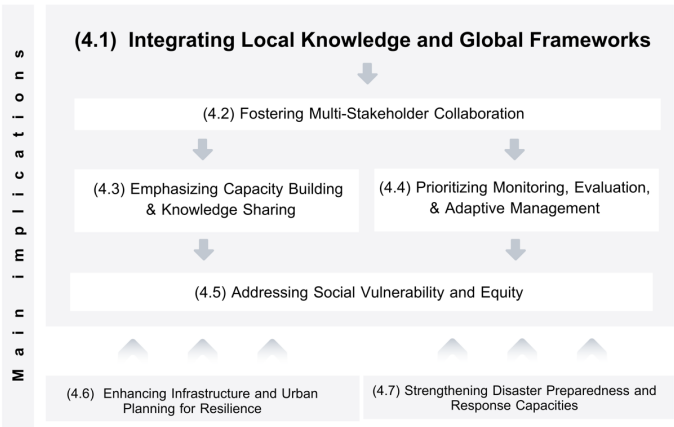 Main implications
(4.1) Integrating Local Knowledge and Global Frameworks
(4.2) Fostering Multi-Stakeholder Collaboration
(4.3) Emphasizing Capacity Building
& Knowledge Sharing
(4.4) Prioritizing Monitoring, Evaluation,
& Adaptive Management
(4.5) Addressing Social Vulnerability and Equity
(4.6) Enhancing Infrastructure and Urban
Planning for Resilience
(4.7) Strengthening Disaster Preparedness and
Response Capacities